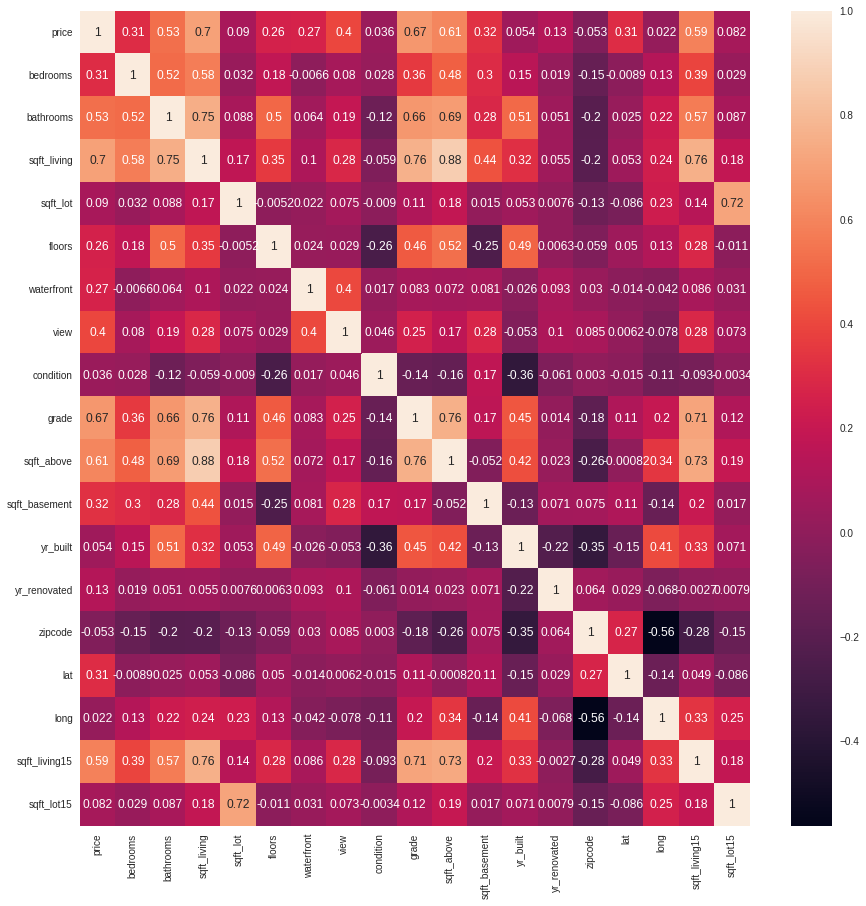 price 1 0.31 0.53 0.7 0.09 0.26 0.27 0.4 0.036 0.67 0.61 0.32 0.054 0.13 -0.053 0.31 0.022 0.59 0.082
bedrooms 0.31 1 0.52 0.58 0.032 0.18 -0.0066 0.08 0.028 0.36 0.48 0.3 0.15 0.019 -0.15 -0.0089 0.13 0.39 0.029
bathrooms 0.53 0.52 1 0.75 0.088 0.5 0.064 0.19 -0.12 0.66 0.69 0.28 0.51 0.051 -0.2 0.025 0.22 0.57 0.087
sqft_living 0.7 0.58 0.75 1 0.17 0.35 0.1 0.28 -0.059 0.76 0.88 0.44 0.32 0.055 -0.2 0.053 0.24 0.76 0.18
sqft_lot 0.09 0.032 0.088 0.17 1 -0.0052 0.022 0.075 -0.009 0.11 0.18 0.015 0.053 0.0076 -0.13 -0.086 0.23 0.14 0.72
floors 0.26 0.18 0.5 0.35 -0.0052 1 0.024 0.029 -0.26 0.46 0.52 -0.25 0.49 0.0063 -0.059 0.05 0.13 0.28 -0.011
waterfront 0.27 -0.0066 0.064 0.1 0.022 0.024 1 0.4 0.017 0.083 0.072 0.081 -0.026 0.093 0.03 -0.014 -0.042 0.086 0.031
view 0.4 0.08 0.19 0.28 0.075 0.029 0.4 1 0.046 0.25 0.17 0.28 -0.053 0.1 0.085 0.0062 -0.078 0.28 0.073
condition 0.036 0.028 -0.12 -0.059 -0.009 -0.26 0.017 0.046 1 -0.14 -0.16 0.17 -0.36 -0.061 0.003 -0.015 -0.11 -0.093 -0.0034
grade 0.67 0.36 0.66 0.76 0.11 0.46 0.083 0.25 -0.14 1 0.76 0.17 0.45 0.014 -0.18 0.11 0.2 0.71 0.12
sqft_above 0.61 0.48 0.69 0.88 0.18 0.52 0.072 0.17 -0.16 0.76 1 -0.052 0.42 0.023 -0.26 -0.00082 0.34 0.73 0.19
sqft_basement 0.32 0.3 0.28 0.44 0.015 -0.25 0.081 0.28 0.17 0.17 -0.052 1 -0.13 0.071 0.075 0.11 -0.14 0.2 0.017
yr_built 0.054 0.15 0.51 0.32 0.053 0.49 -0.026 -0.053 -0.36 0.45 0.42 -0.13 1 -0.22 -0.35 -0.15 0.41 0.33 0.071
yr_renovated 0.13 0.019 0.051 0.055 0.0076 0.0063 0.093 0.1 -0.061 0.014 0.023 0.071 -0.22 1 0.064 0.029 -0.068 -0.0027 0.0079
zipcode -0.053 -0.15 -0.2 -0.2 -0.13 -0.059 0.03 0.085 0.003 -0.18 -0.26 0.075 -0.35 0.064 1 0.27 -0.56 -0.28 -0.15
lat 0.31 -0.0089 0.025 0.053 -0.086 0.05 -0.014 0.0062 -0.015 0.11 -0.00082 0.11 -0.15 0.029 0.27 1 -0.14 0.049 -0.086
long 0.022 0.13 0.22 0.24 0.23 0.13 -0.042 -0.078 -0.11 0.2 0.34 -0.14 0.41 -0.068 -0.56 -0.14 1 0.33 0.25
sqft_living15 0.59 0.39 0.57 0.76 0.14 0.28 0.086 0.28 -0.093 0.71 0.73 0.2 0.33 -0.0027 -0.28 0.049 0.33 1 0.18
sqft_lot15 0.082 0.029 0.087 0.18 0.72 -0.011 0.031 0.073 -0.0034 0.12 0.19 0.017 0.071 0.0079 -0.15 -0.086 0.25 0.18 1
price bedrooms bathrooms sqft_living sqft_lot floors waterfront view condition grade sqft_above sqft_basement yr_built yr_renovated zipcode lat long sqft_living15 sqft_lot15
1.0
0.8
0.6
0.4
0.2
0.0
−0.2
−0.4